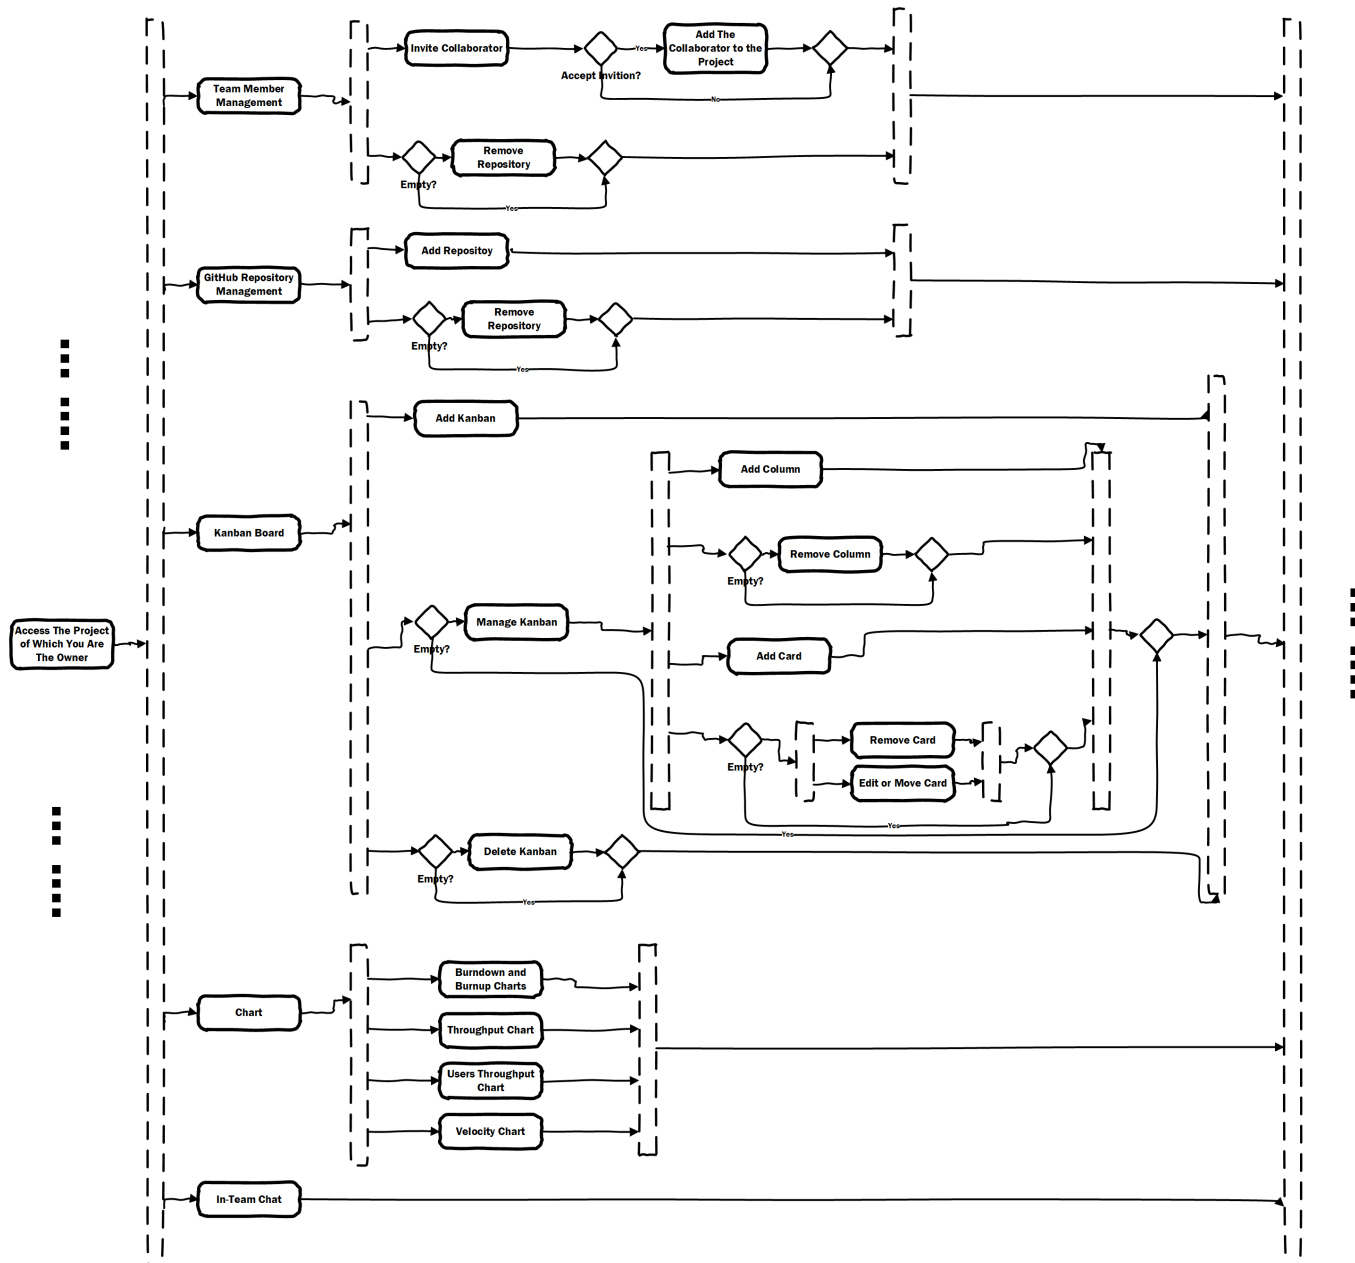 Invite Collaborator
Yes
Add The
Collaborator to the
Project
Accept Invition?
No
Team Member
Management
Remove
Repository
Empty?
Yes
Add Repositoy
GitHub Repository
Management
Remove
Repository
Empty?
Yes
Add Kanban
Add Column
Kanban Board
Remove Column
Empty?
Access The Project
of Which You Are
The Owner
Manage Kanban
Empty?
Add Card
Remove Card
Empty?
Edit or Move Card
Yes
Yes
Delete Kanban
Empty?
Yes
Burndown and
Burnup Charts
Chart
Throughput Chart
Users Throughput
Chart
Velocity Chart
In-Team Chat